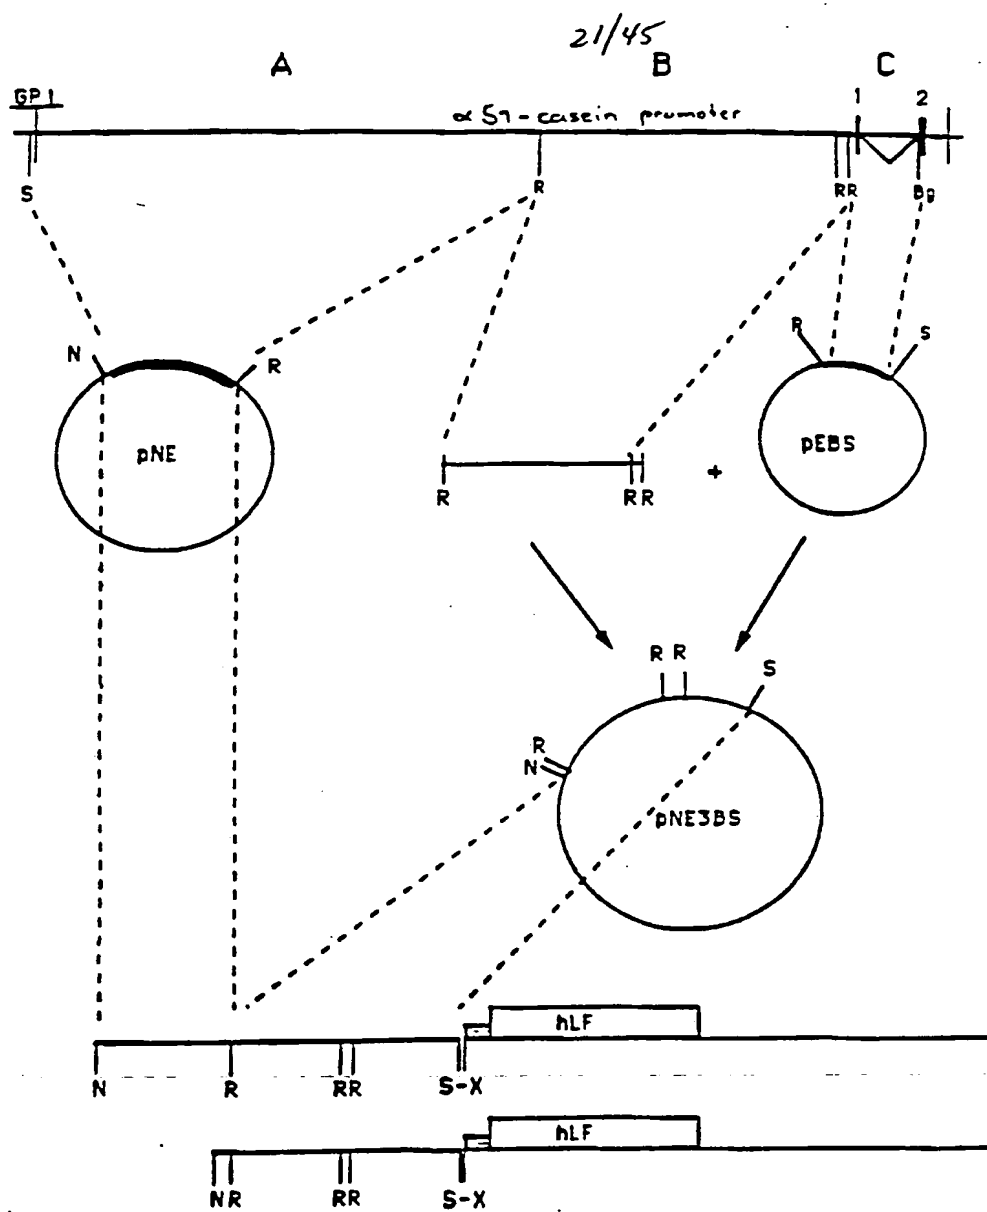 21/45
A B C
GP1 1 2
αS1-casein promoter
S R RR Bg
N R R S
pNE pEBS
R RR +
R R S
R
N
pNE3BS
hLF
N R RR S-X
hLF
NR RR S-X